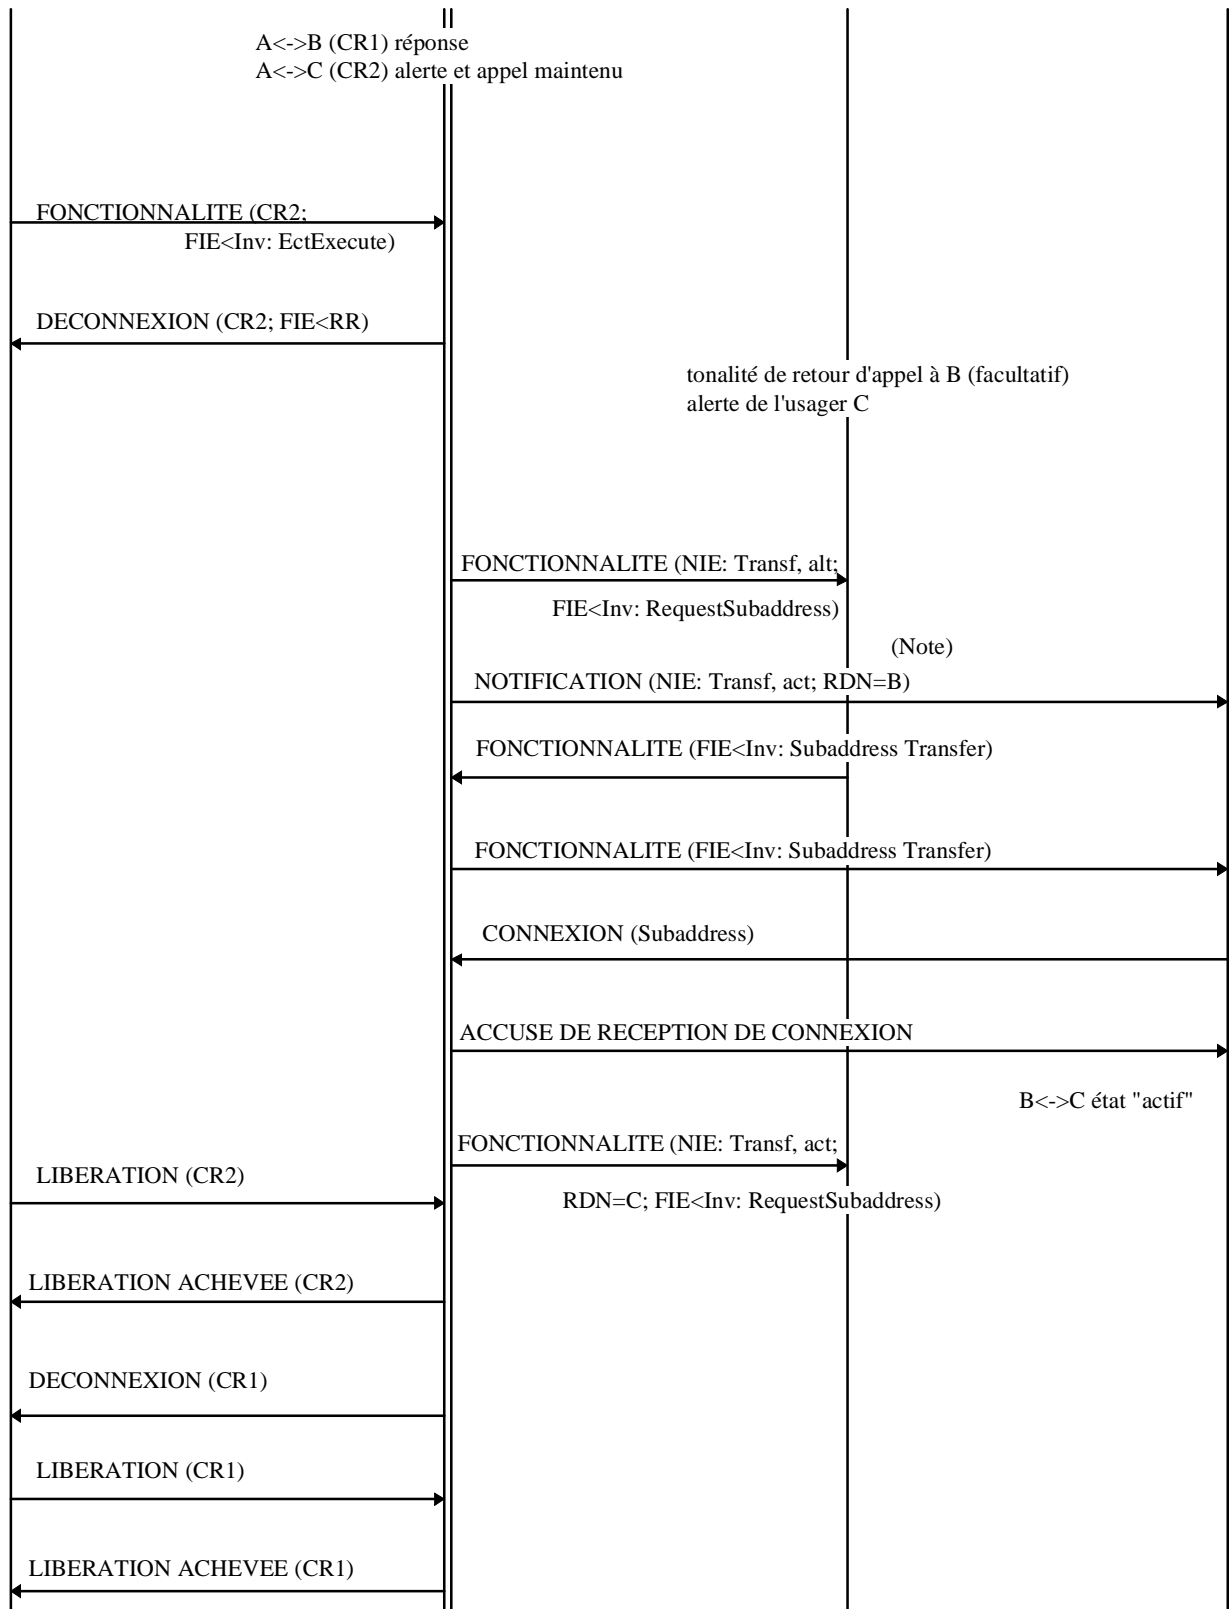 A<->B (CR1) réponse
A<->C (CR2) alerte et appel maintenu
FONCTIONNALITE (CR2;
FIE<Inv: EctExecute)
DECONNEXION (CR2; FIE<RR)
tonalité de retour d'appel à B (facultatif)
alerte de l'usager C
FONCTIONNALITE (NIE: Transf, alt;
FIE<Inv: RequestSubaddress)
(Note)
NOTIFICATION (NIE: Transf, act; RDN=B)
FONCTIONNALITE (FIE<Inv: Subaddress Transfer)
FONCTIONNALITE (FIE<Inv: Subaddress Transfer)
CONNEXION (Subaddress)
ACCUSE DE RECEPTION DE CONNEXION
B<->C état "actif"
FONCTIONNALITE (NIE: Transf, act;
LIBERATION (CR2)
RDN=C; FIE<Inv: RequestSubaddress)
LIBERATION ACHEVEE (CR2)
DECONNEXION (CR1)
LIBERATION (CR1)
LIBERATION ACHEVEE (CR1)